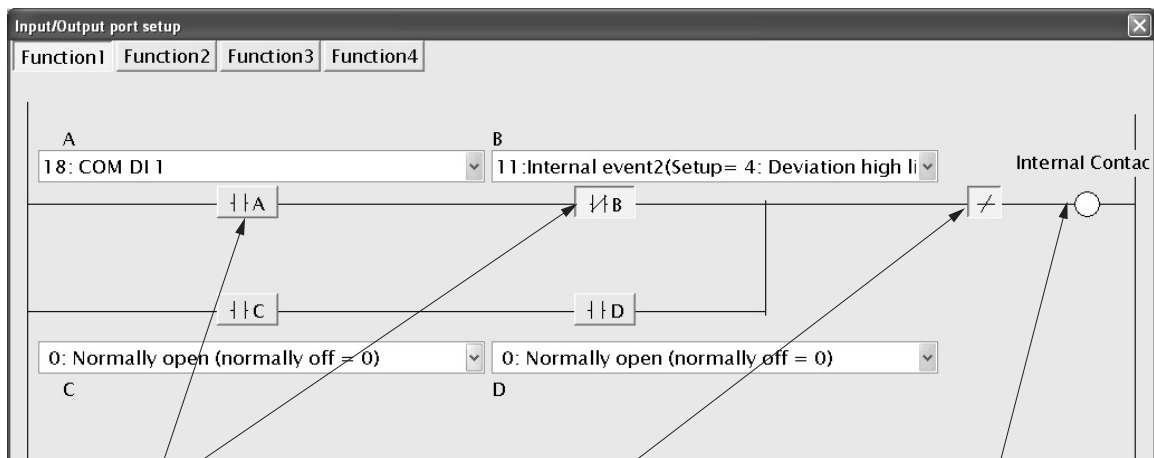 Input/Output port setup
Function1 Function2 Function3 Function4
A B
18: COM DI 1 11:Internal event2(Setup= 4: Deviation high li
Internal Contac
A B
C D
0: Normally open (normally off = 0) 0: Normally open (normally off = 0)
C D